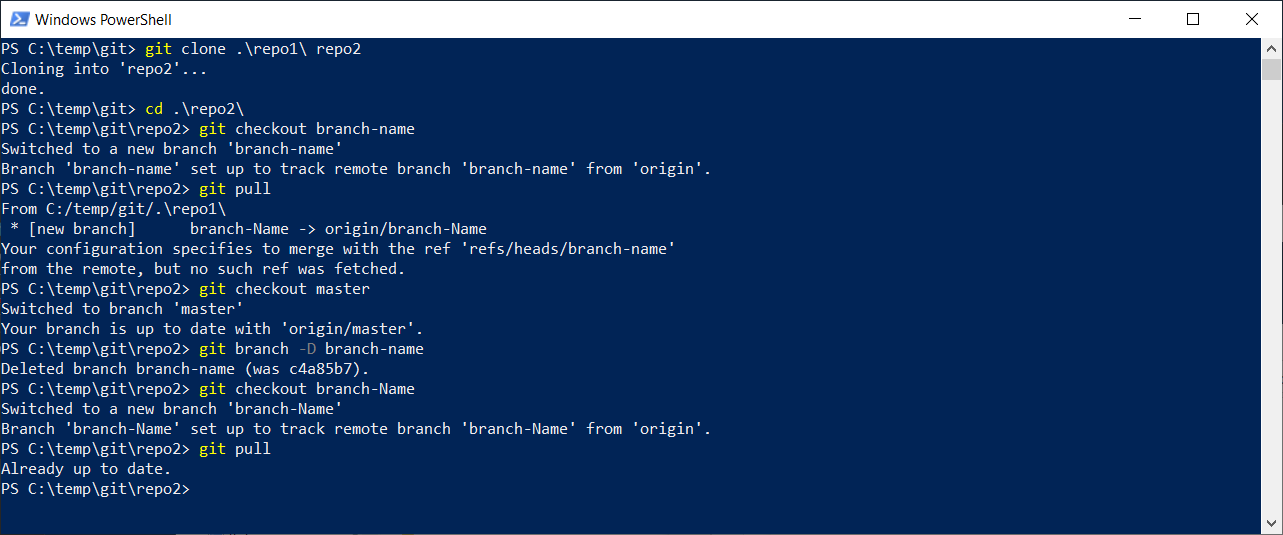 Windows PowerShell
PS C:\temp\git> git clone .\repo1\ repo2
Cloning into 'repo2'...
done.
PS C:\temp\git> cd .\repo2\
PS C:\temp\git\repo2> git checkout branch-name
Switched to a new branch 'branch-name'
Branch 'branch-name' set up to track remote branch 'branch-name' from 'origin'.
PS C:\temp\git\repo2> git pull
From C:/temp/git/.\repo1\
 * [new branch]      branch-Name -> origin/branch-Name
Your configuration specifies to merge with the ref 'refs/heads/branch-name'
from the remote, but no such ref was fetched.
PS C:\temp\git\repo2> git checkout master
Switched to branch 'master'
Your branch is up to date with 'origin/master'.
PS C:\temp\git\repo2> git branch -D branch-name
Deleted branch branch-name (was c4a85b7).
PS C:\temp\git\repo2> git checkout branch-Name
Switched to a new branch 'branch-Name'
Branch 'branch-Name' set up to track remote branch 'branch-Name' from 'origin'.
PS C:\temp\git\repo2> git pull
Already up to date.
PS C:\temp\git\repo2>